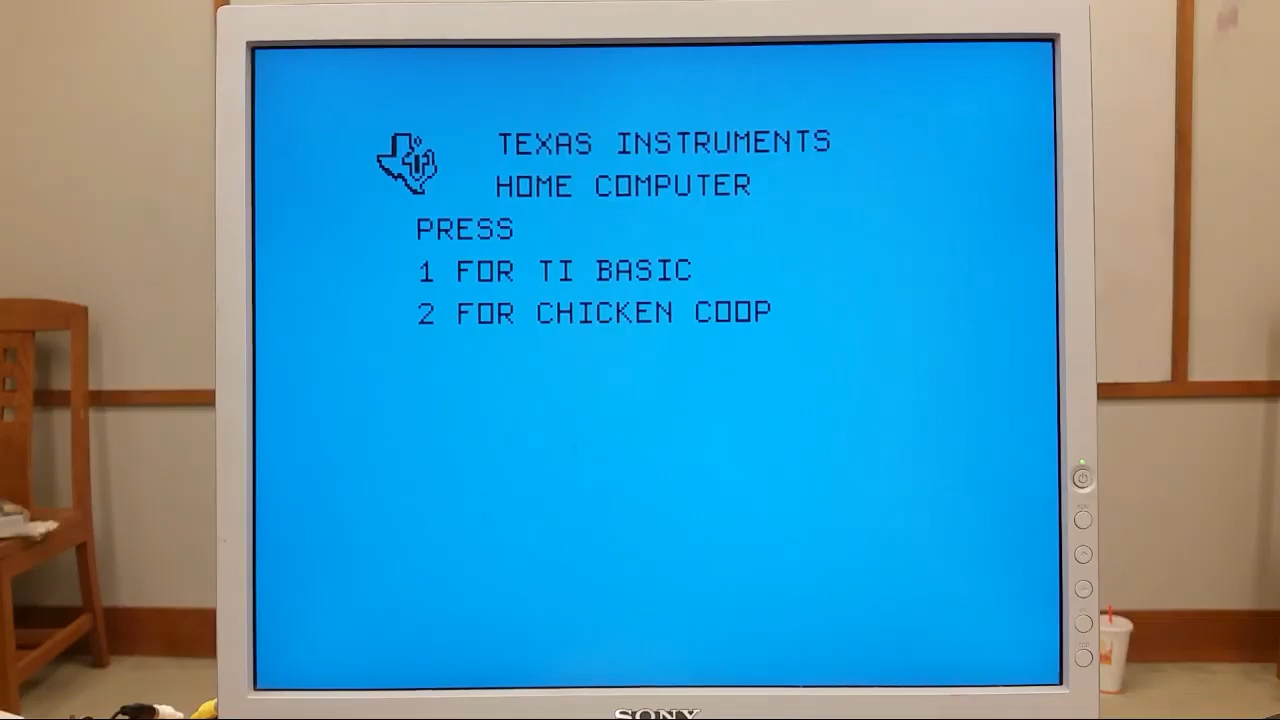 TEXAS INSTRUMENTS
HOME COMPUTER
PRESS
1 FOR TI BASIC
2 FOR CHICKEN COOP
SONY